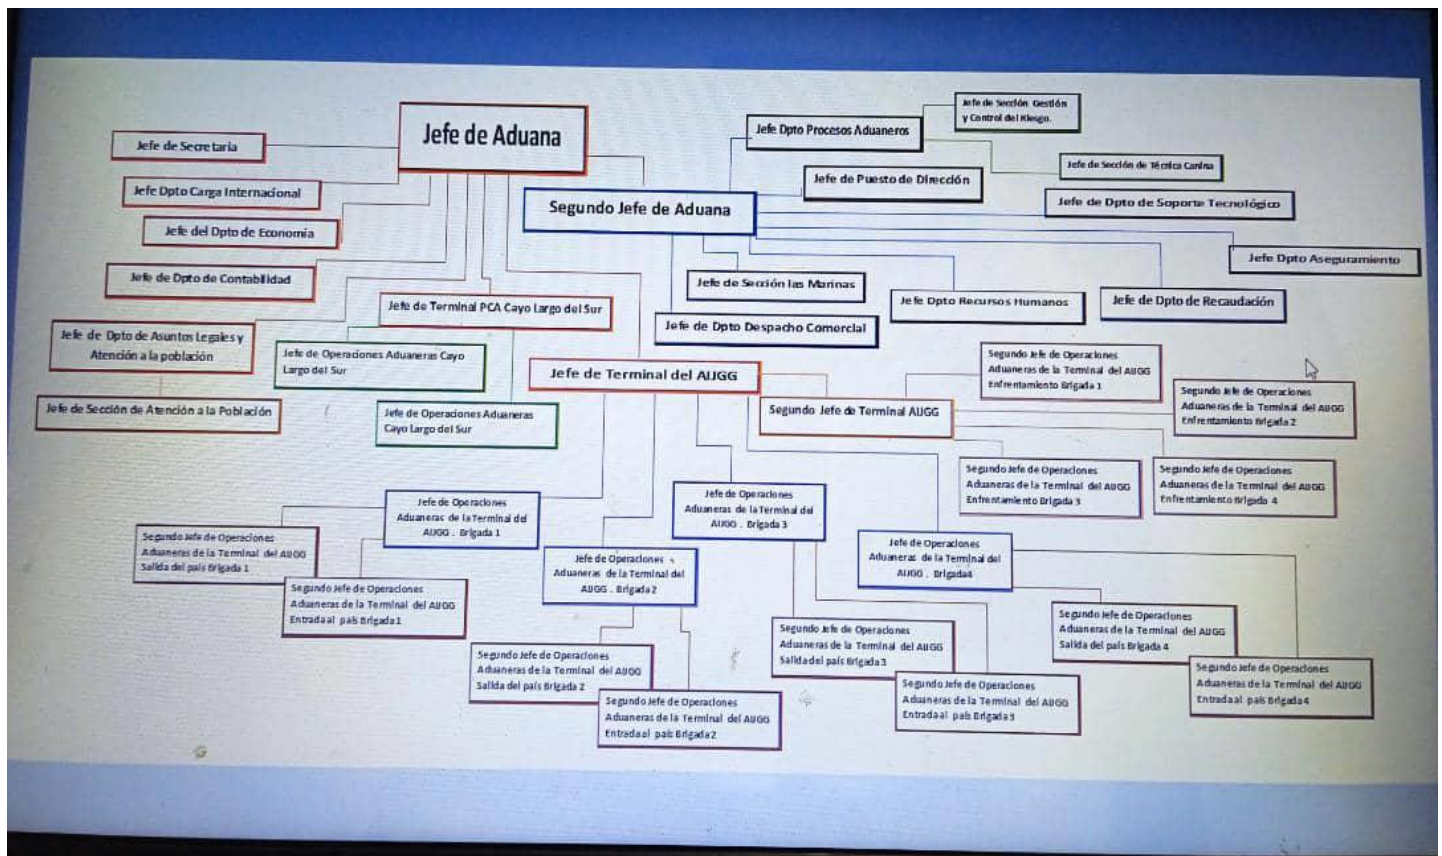 Jefe de Aduana
Jefe de Secretaria
Jefe Dpto Carga Internacional
Jefe del Dpto de Economia
Jefe de Dpto de Contabilidad
Jefe de Dpto de Asuntos Legales y
Atención a la población
Jefe de Sección de Atención a la Población
Jefe de Terminal PCA Cayo Largo del Sur
Jefe de Operaciones Aduaneras Cayo
Largo del Sur
Jefe de Operaciones Aduaneras
Cayo Largo del Sur
Segundo Jefe de Aduana
Jefe Dpto Procesos Aduaneros
Jefe de Sección Gestión
y Control del Riesgo.
Jefe de Sección de Técnica Canina
Jefe de Puesto de Dirección
Jefe de Dpto de Soporte Tecnológico
Jefe Dpto Aseguramiento
Jefe de Sección las Marinas
Jefe Dpto Recursos Humanos
Jefe de Dpto de Recaudación
Jefe de Dpto Despacho Comercial
Jefe de Terminal del AIJGG
Segundo Jefe de Terminal AIJGG
Segundo Jefe de Operaciones
Aduaneras de la Terminal del AIJGG
Enfrentamiento Brigada 1
Segundo Jefe de Operaciones
Aduaneras de la Terminal del AIJGG
Enfrentamiento Brigada 2
Segundo Jefe de Operaciones
Aduaneras de la Terminal del AIJGG
Enfrentamiento Brigada 3
Segundo Jefe de Operaciones
Aduaneras de la Terminal del AIJGG
Enfrentamiento Brigada 4
Jefe de Operaciones
Aduaneras de la Terminal del
AIJGG . Brigada 1
Segundo Jefe de Operaciones
Aduaneras de la Terminal del AIJGG
Salida del país Brigada 1
Segundo Jefe de Operaciones
Aduaneras de la Terminal del AIJGG
Entrada al país Brigada 1
Jefe de Operaciones
Aduaneras de la Terminal del
AIJGG . Brigada 2
Segundo Jefe de Operaciones
Aduaneras de la Terminal del AIJGG
Salida del país Brigada 2
Segundo Jefe de Operaciones
Aduaneras de la Terminal del AIJGG
Entrada al país Brigada 2
Jefe de Operaciones
Aduaneras de la Terminal del
AIJGG . Brigada 3
Segundo Jefe de Operaciones
Aduaneras de la Terminal del AIJGG
Salida del país Brigada 3
Segundo Jefe de Operaciones
Aduaneras de la Terminal del AIJGG
Entrada al país Brigada 3
Jefe de Operaciones
Aduaneras de la Terminal del
AIJGG . Brigada4
Segundo Jefe de Operaciones
Aduaneras de la Terminal del AIJGG
Salida del país Brigada 4
Segundo Jefe de Operaciones
Aduaneras de la Terminal del AIJGG
Entrada al país Brigada 4